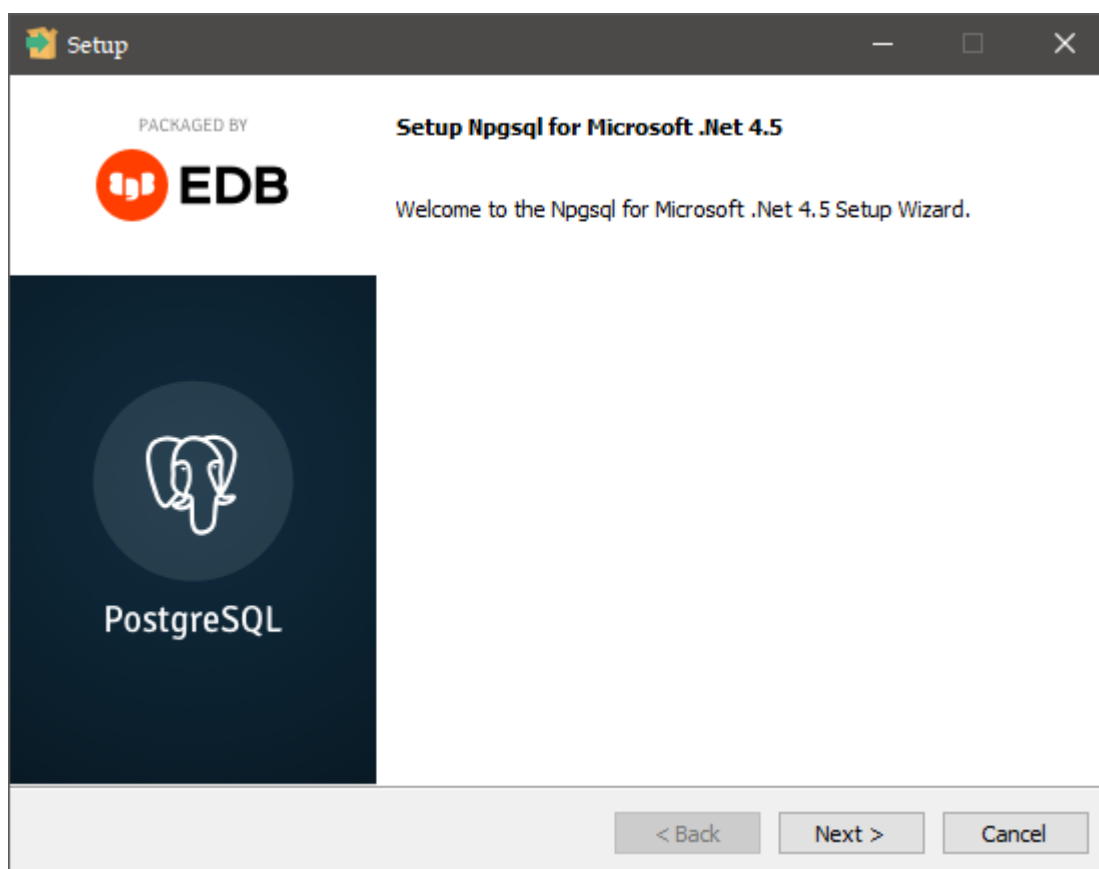 Setup
PACKAGED BY
EDB
Setup Npgsql for Microsoft .Net 4.5
Welcome to the Npgsql for Microsoft .Net 4.5 Setup Wizard.
PostgreSQL
< Back
Next >
Cancel